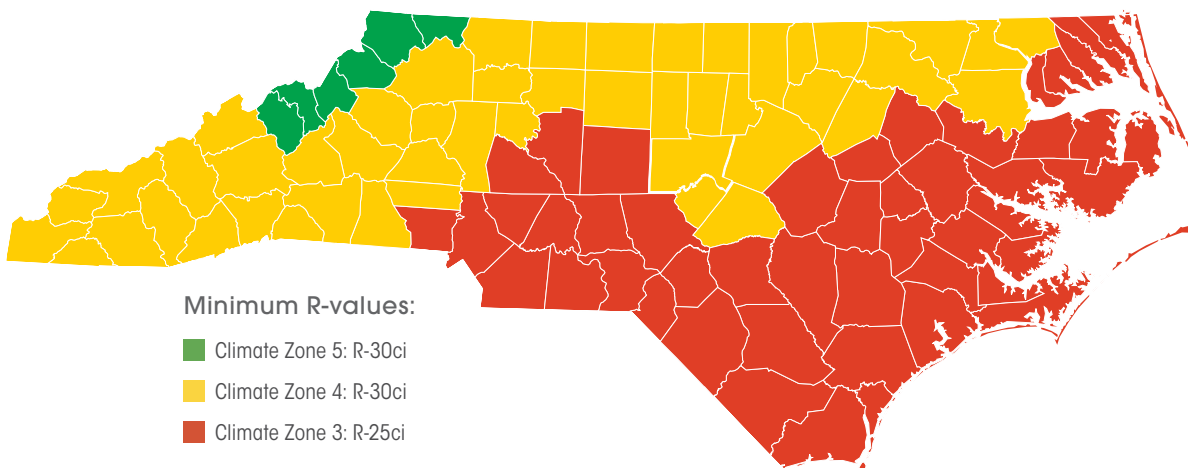 Minimum R-values:
Climate Zone 5: R-30ci
Climate Zone 4: R-30ci
Climate Zone 3: R-25ci